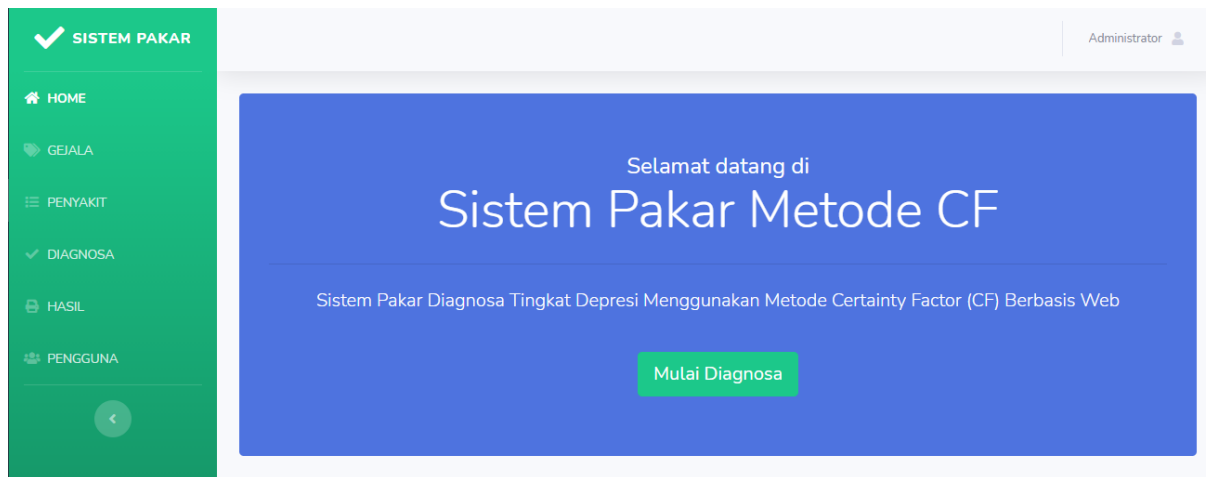 SISTEM PAKAR
Administrator
HOME
GEJALA
PENYAKIT
DIAGNOSA
HASIL
PENGGUNA
Selamat datang di
Sistem Pakar Metode CF
Sistem Pakar Diagnosa Tingkat Depresi Menggunakan Metode Certainty Factor (CF) Berbasis Web
Mulai Diagnosa